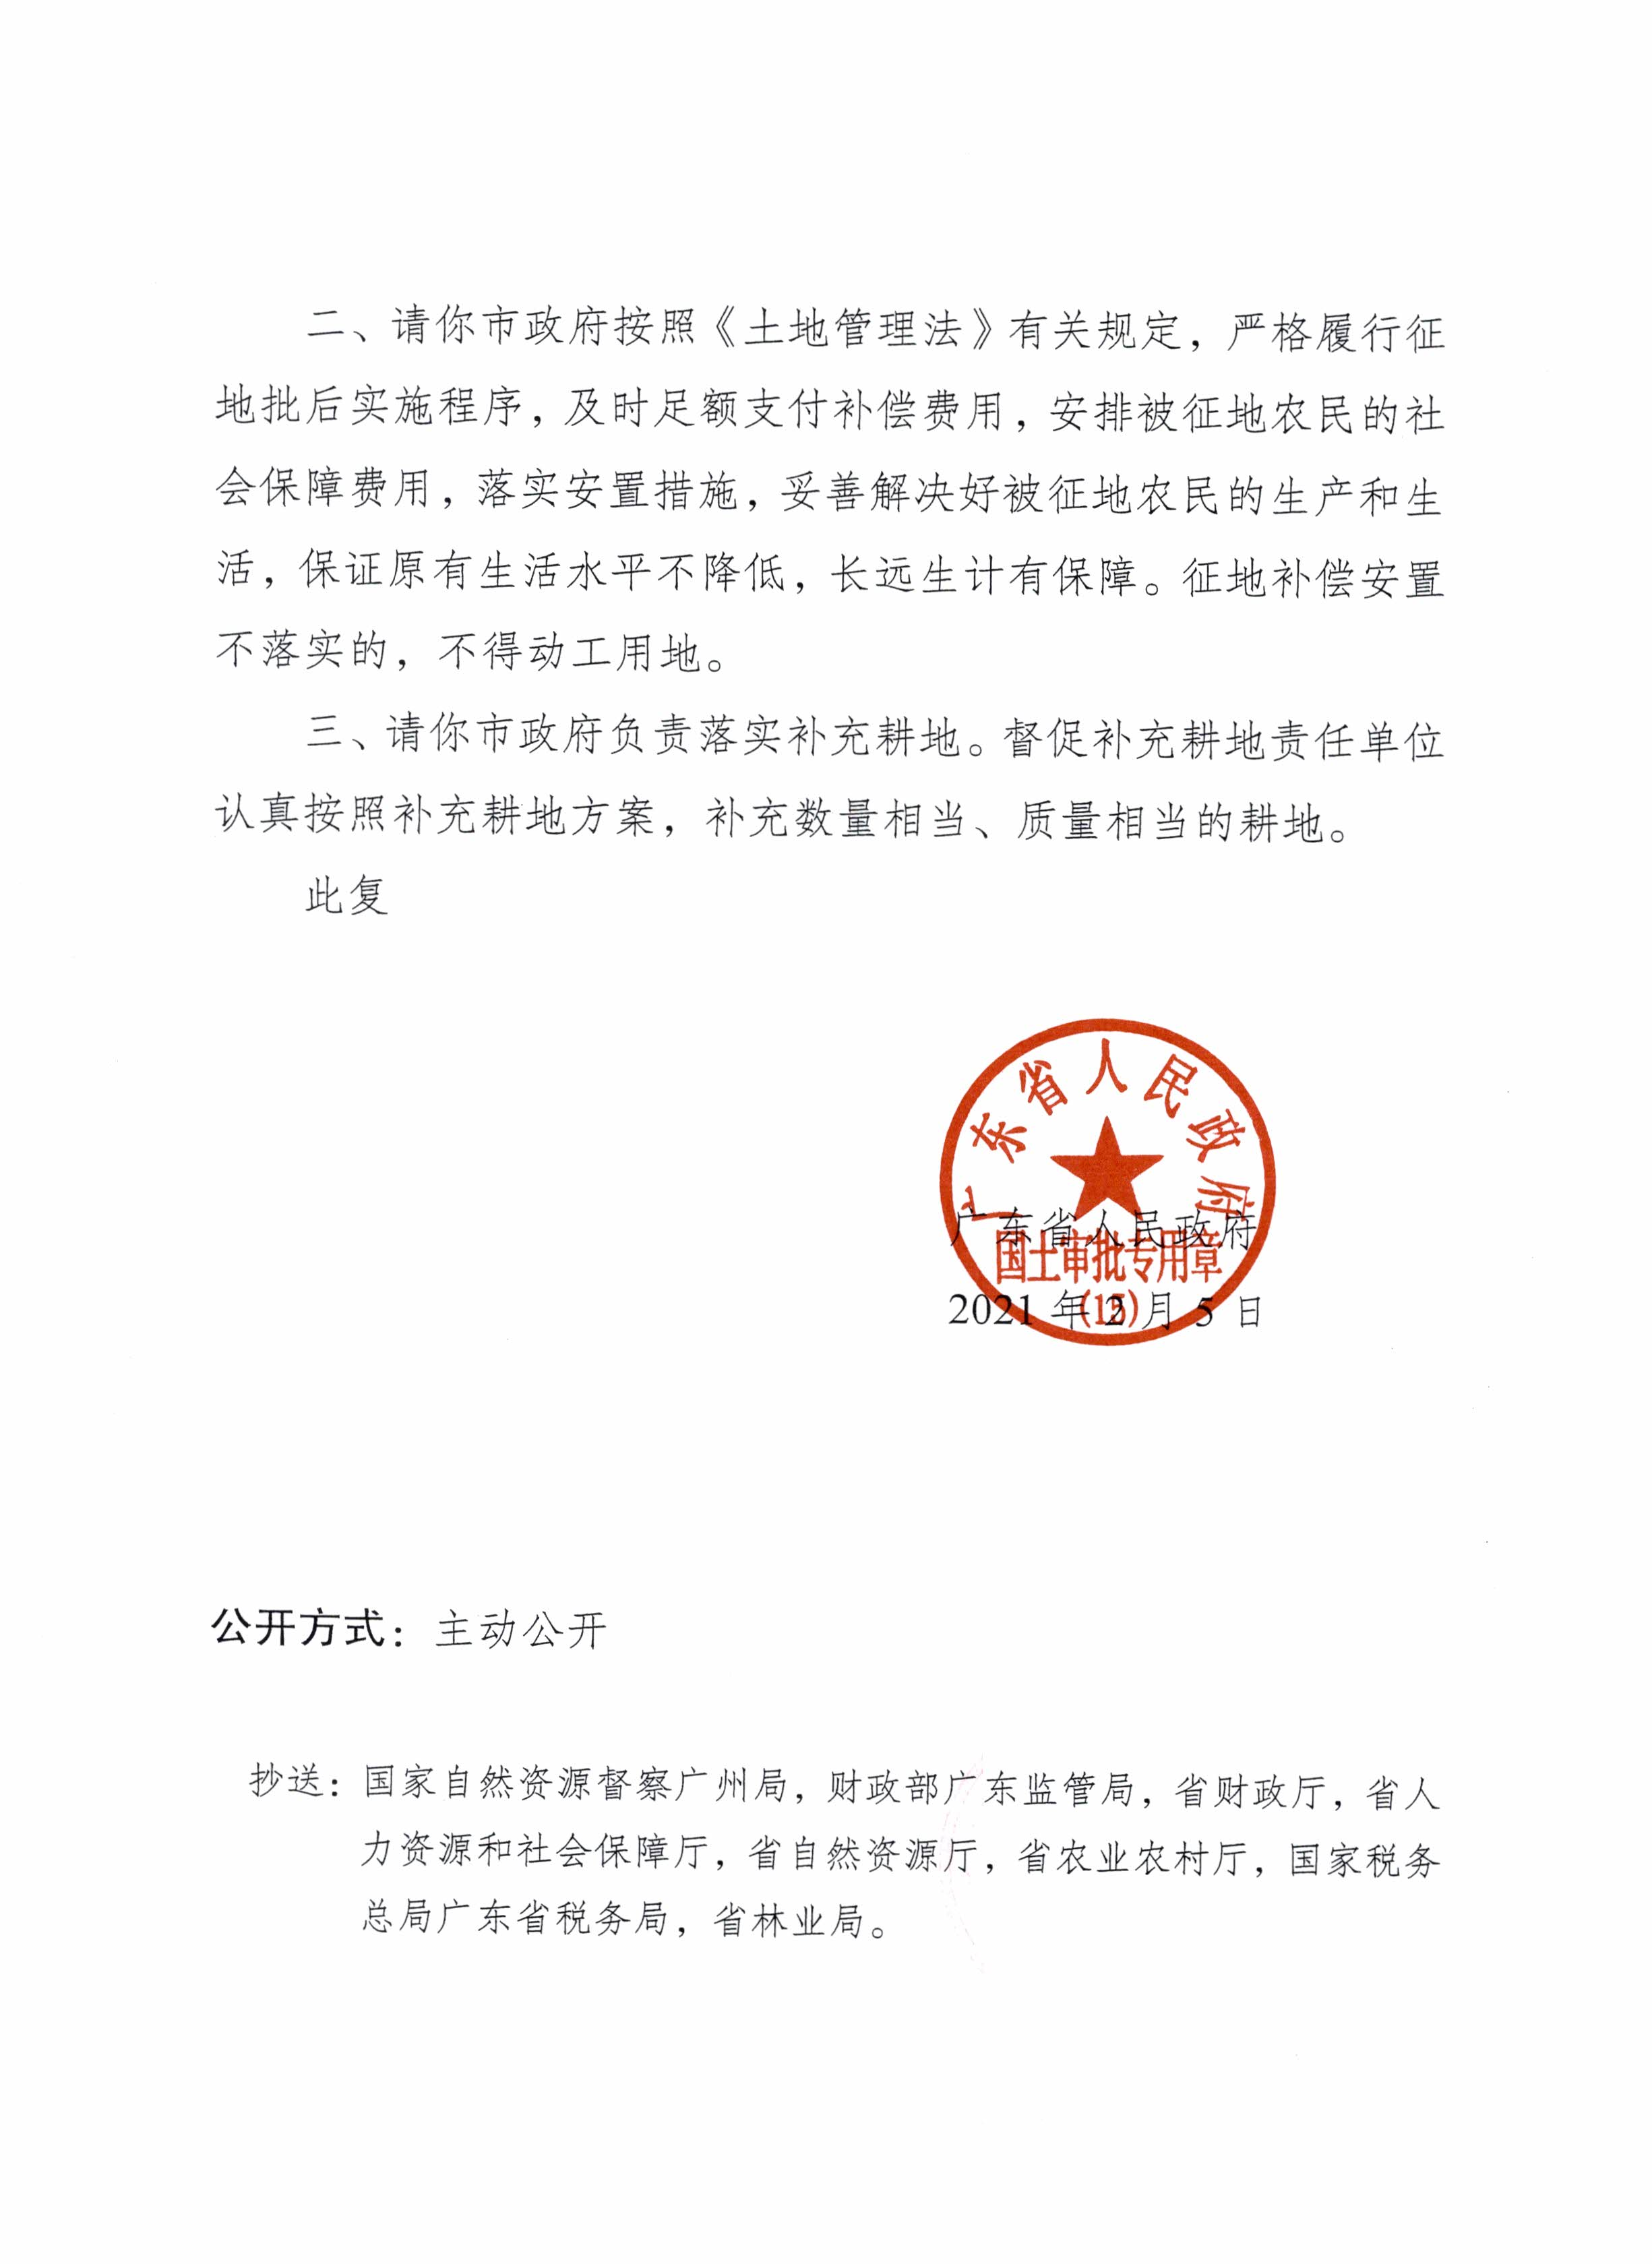 二、请你市政府按照《土地管理法》有关规定，严格履行征
地批后实施程序，及时足额支付补偿费用，安排被征地农民的社
会保障费用，落实安置措施，妥善解决好被征地农民的生产和生
活，保证原有生活水平不降低，长远生计有保障。征地补偿安置
不落实的，不得动工用地。
三、请你市政府负责落实补充耕地。督促补充耕地责任单位
认真按照补充耕地方案，补充数量相当、质量相当的耕地。
此复
广东省人民政府
广东省人民政府
国土审批专用章
(15)
2021 年 2 月 5 日
公开方式：主动公开
抄送：国家自然资源督察广州局，财政部广东监管局，省财政厅，省人
力资源和社会保障厅，省自然资源厅，省农业农村厅，国家税务
总局广东省税务局，省林业局。